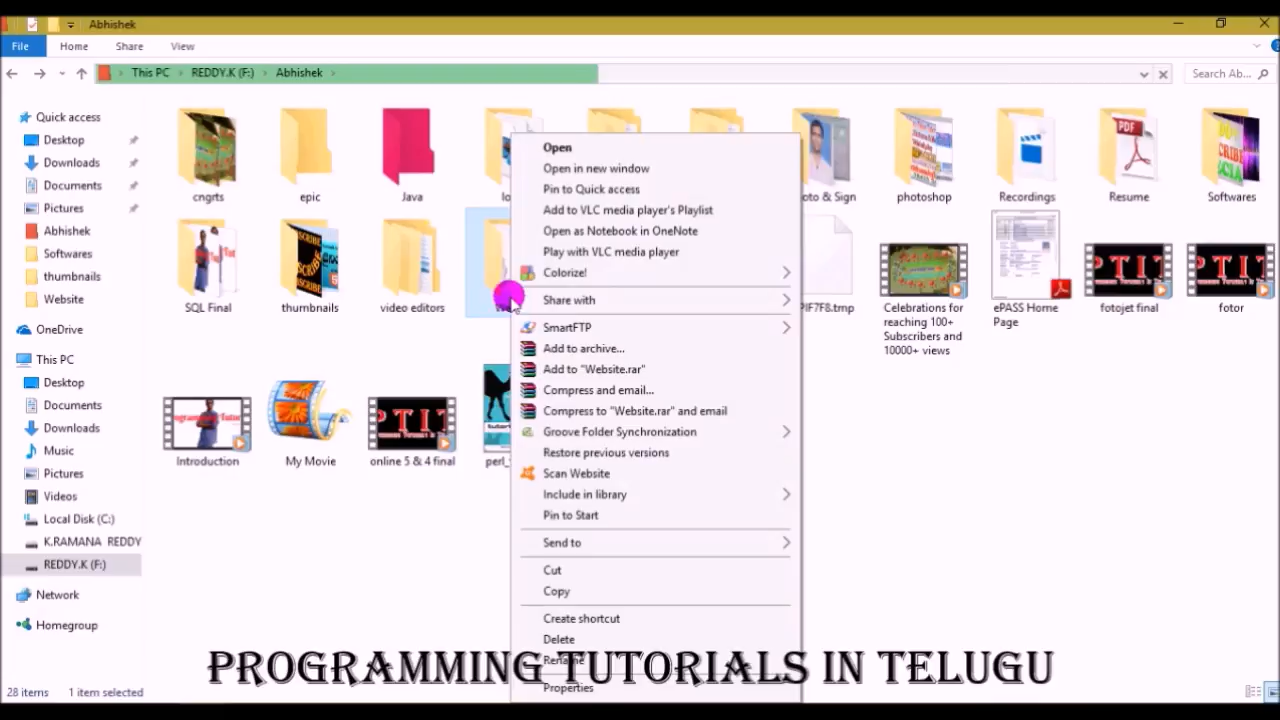 Abhishek
File Home Share View
This PC REDDY.K (F:) Abhishek
Search Ab...
Quick access
Desktop
Downloads
Documents
Pictures
Abhishek
Softwares
thumbnails
Website
OneDrive
This PC
Desktop
Documents
Downloads
Music
Pictures
Videos
Local Disk (C:)
K.RAMANA REDDY
REDDY.K (F:)
Network
Homegroup
cngrts epic Java oto & Sign photoshop Recordings Resume Softwares
SQL Final thumbnails video editors PIF7F8.tmp
Celebrations for
reaching 100+
Subscribers and
10000+ views
ePASS Home
Page
fotojet final
fotor
Introduction My Movie online 5 & 4 final perl_
PDF
Open
Open in new window
Pin to Quick access
Add to VLC media player's Playlist
Open as Notebook in OneNote
Play with VLC media player
Colorize!
Share with
SmartFTP
Add to archive...
Add to "Website.rar"
Compress and email...
Compress to "Website.rar" and email
Groove Folder Synchronization
Restore previous versions
Scan Website
Include in library
Pin to Start
Send to
Cut
Copy
Create shortcut
Delete
Rename
Properties
PROGRAMMING TUTORIALS IN TELUGU
28 items 1 item selected